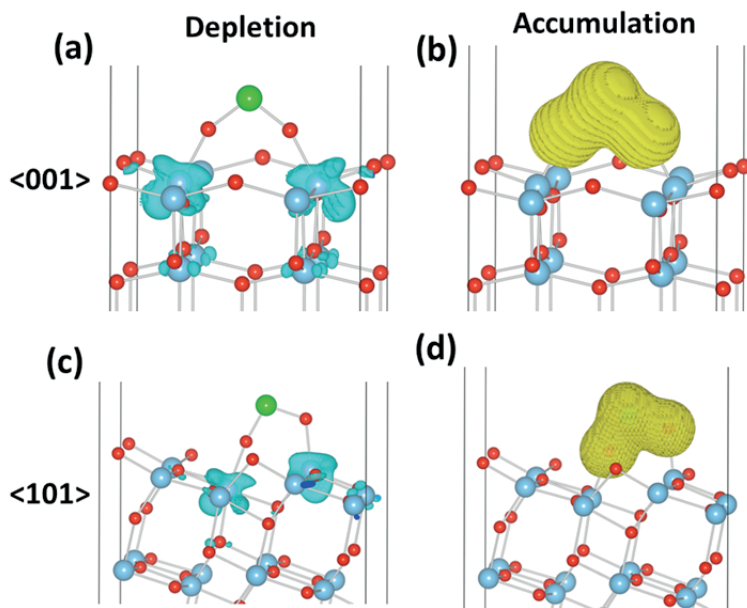 Depletion
Accumulation
(a)
(b)
<001>
(c)
(d)
<101>